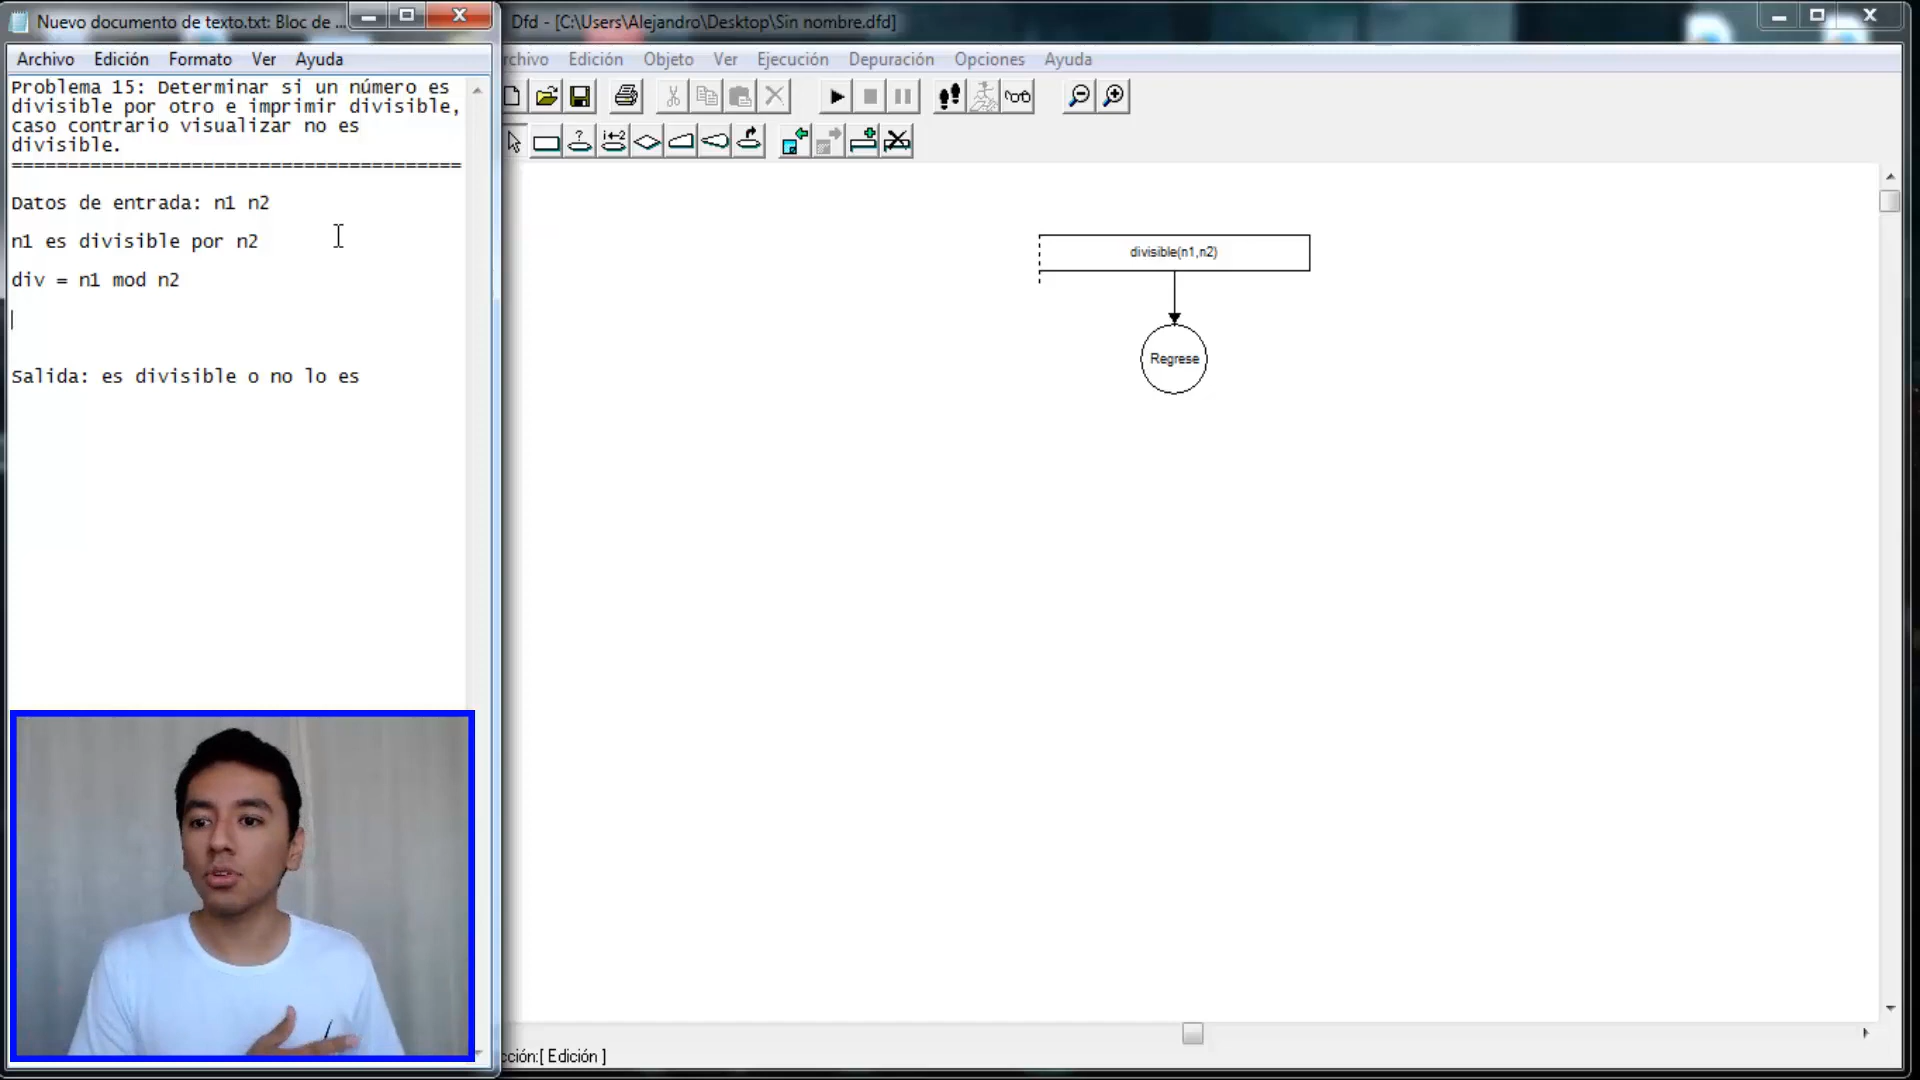 Nuevo documento de texto.txt: Bloc de ...
Archivo Edición Formato Ver Ayuda
Problema 15: Determinar si un número es
divisible por otro e imprimir divisible,
caso contrario visualizar no es
divisible.
========================================
Datos de entrada: n1 n2
n1 es divisible por n2
div = n1 mod n2
Salida: es divisible o no lo es
Dfd - [C:\Users\Alejandro\Desktop\Sin nombre.dfd]
rchivo Edición Objeto Ver Ejecución Depuración Opciones Ayuda
divisible(n1,n2)
Regrese
cción:[ Edición ]